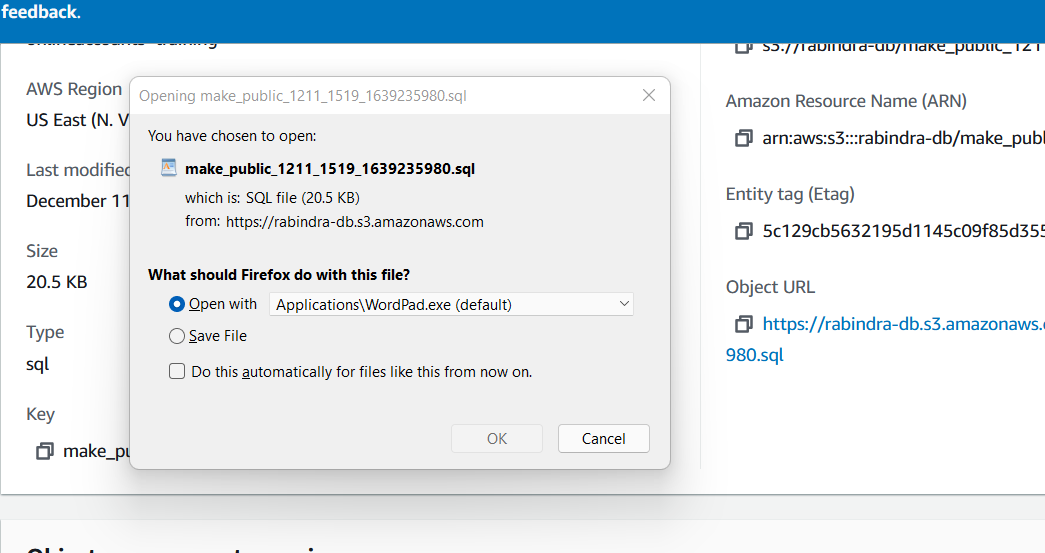 feedback.
onlineaccounts-training
s3://rabindra-db/make_public_121
AWS Region
US East (N. V
Last modified
December 11
Size
20.5 KB
Type
sql
Key
make_pu
Opening make_public_1211_1519_1639235980.sql
You have chosen to open:
make_public_1211_1519_1639235980.sql
which is: SQL file (20.5 KB)
from: https://rabindra-db.s3.amazonaws.com
What should Firefox do with this file?
Open with
Applications\WordPad.exe (default)
Save File
Do this automatically for files like this from now on.
OK
Cancel
Amazon Resource Name (ARN)
arn:aws:s3:::rabindra-db/make_publ
Entity tag (Etag)
5c129cb5632195d1145c09f85d355
Object URL
https://rabindra-db.s3.amazonaws.c
980.sql